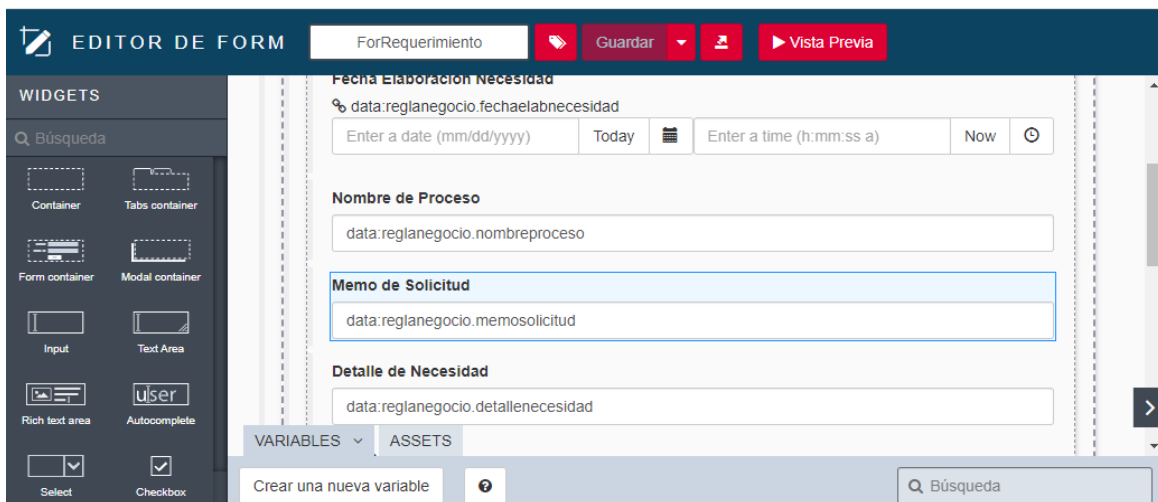 EDITOR DE FORM
ForRequerimiento
Guardar
Vista Previa
WIDGETS
Búsqueda
Container
Tabs container
Form container
Modal container
Input
Text Area
Rich text area
user
Autocomplete
Select
Checkbox
Fecha Elaboración Necesidad
data:reglanegocio.fechaelabnecesidad
Enter a date (mm/dd/yyyy)
Today
Enter a time (h:mm:ss a)
Now
Nombre de Proceso
data:reglanegocio.nombreproceso
Memo de Solicitud
data:reglanegocio.memosolicitud
Detalle de Necesidad
data:reglanegocio.detallenecesidad
VARIABLES
ASSETS
Crear una nueva variable
Búsqueda